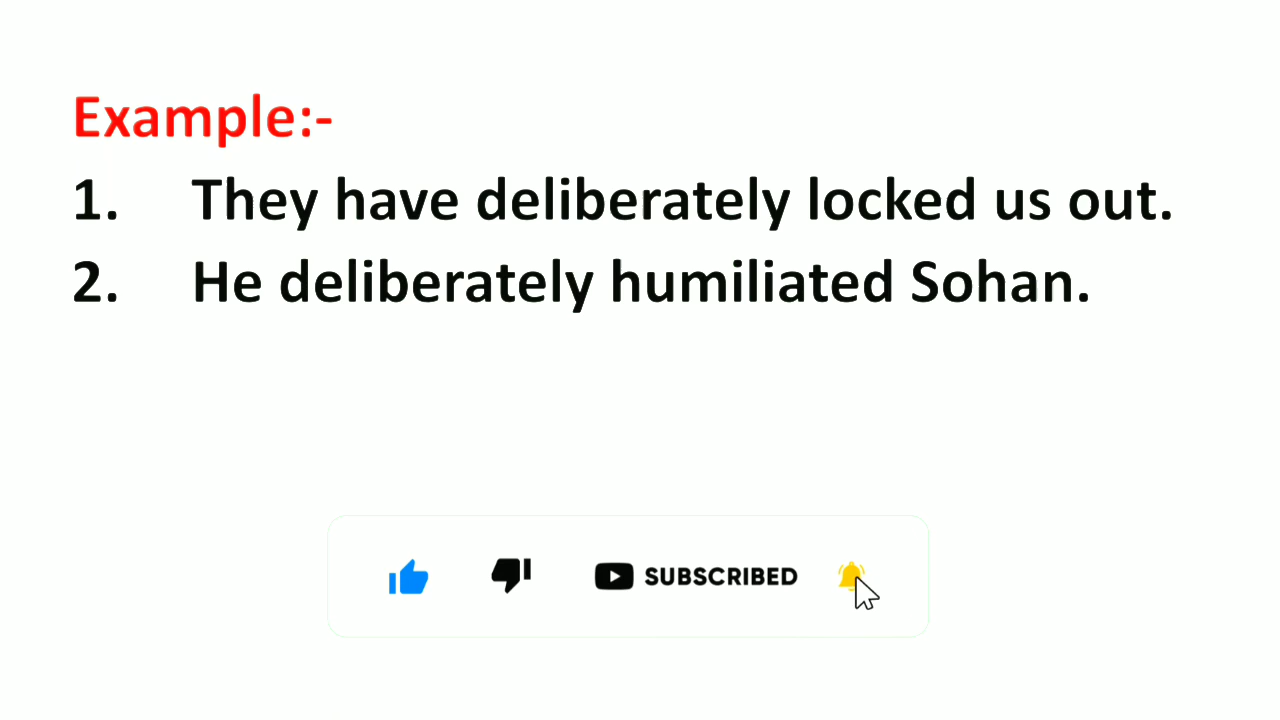 Example:-
1. They have deliberately locked us out.
2. He deliberately humiliated Sohan.
SUBSCRIBED